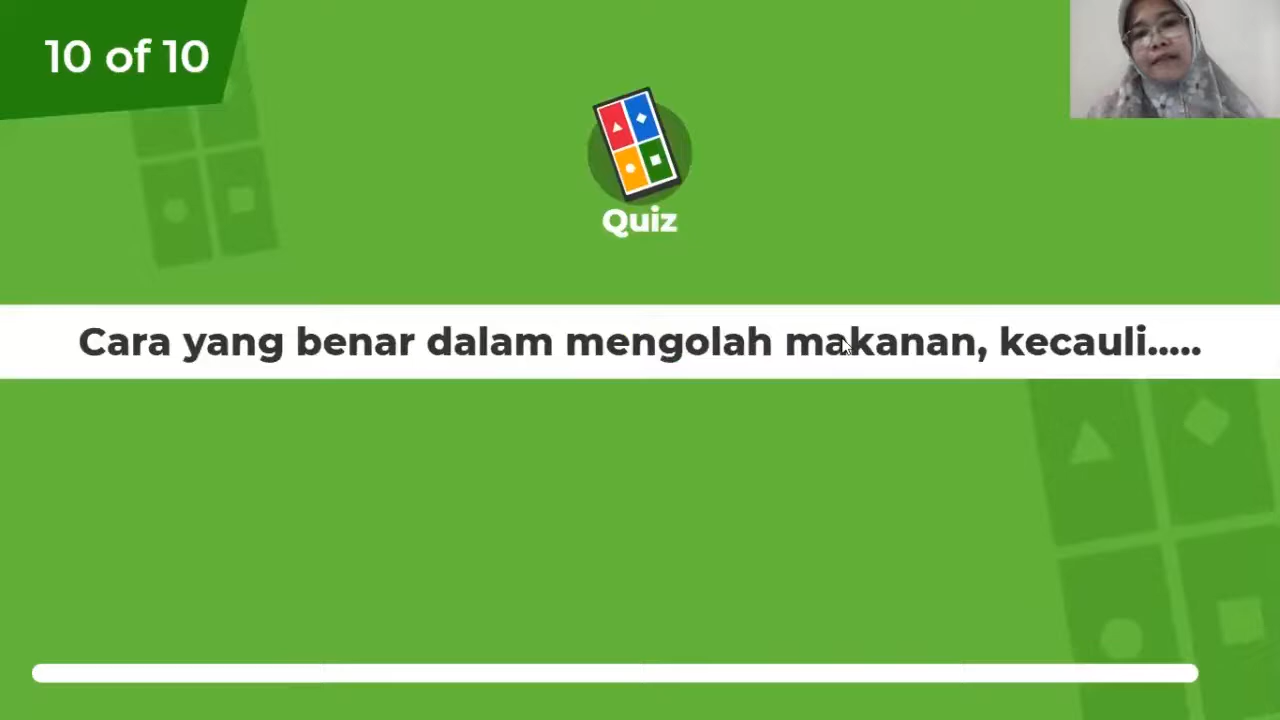 10 of 10
Quiz
Cara yang benar dalam mengolah makanan, kecauli.....